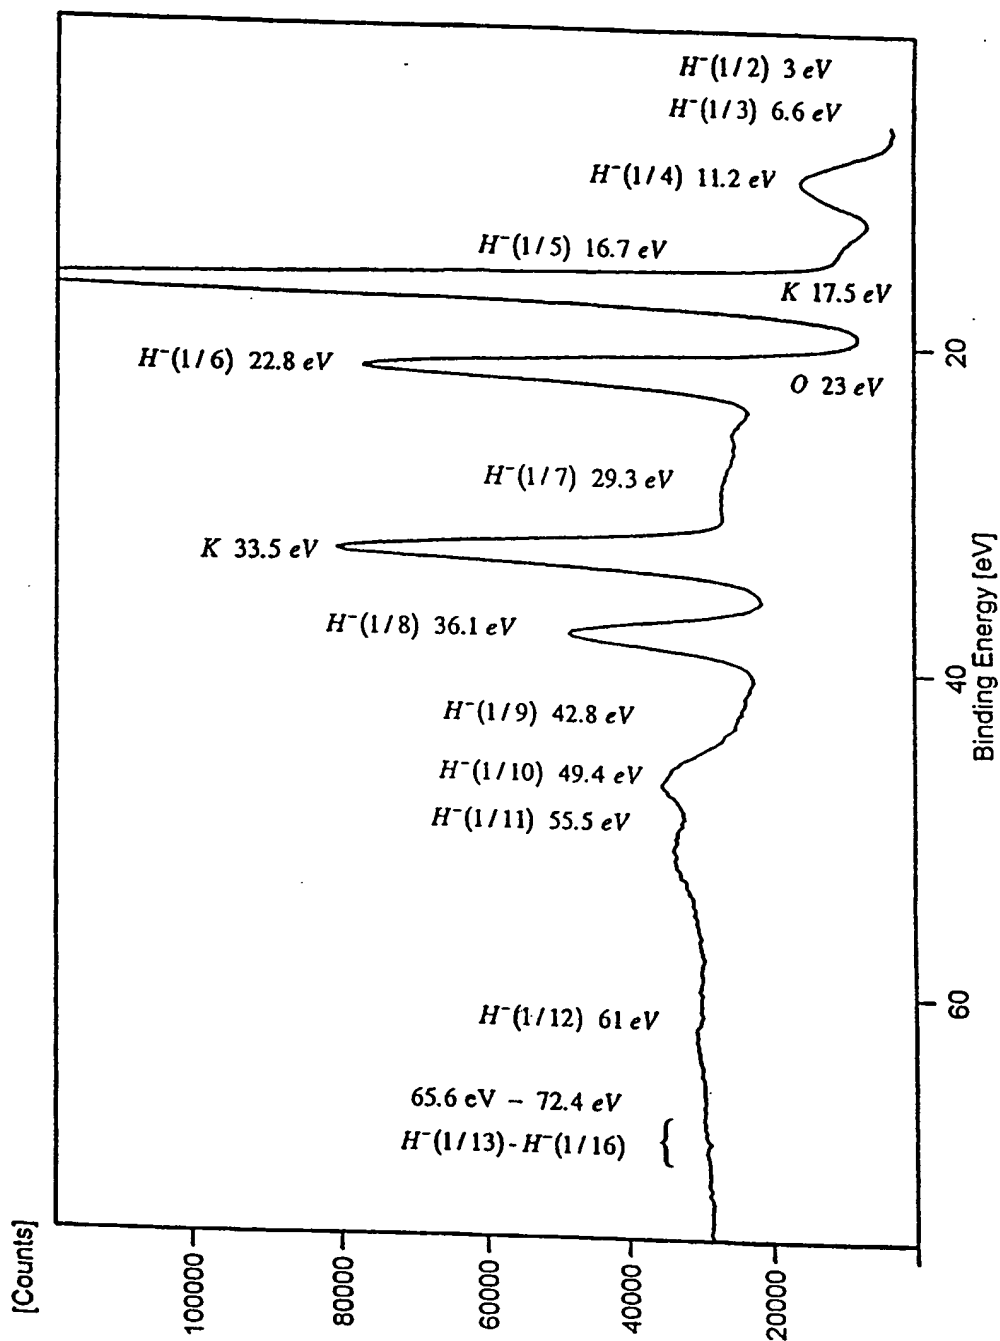 H⁻(1/2) 3 eV
H⁻(1/3) 6.6 eV
H⁻(1/4) 11.2 eV
H⁻(1/5) 16.7 eV
K 17.5 eV
H⁻(1/6) 22.8 eV
O 23 eV
H⁻(1/7) 29.3 eV
K 33.5 eV
H⁻(1/8) 36.1 eV
H⁻(1/9) 42.8 eV
H⁻(1/10) 49.4 eV
H⁻(1/11) 55.5 eV
H⁻(1/12) 61 eV
65.6 eV – 72.4 eV
H⁻(1/13)-H⁻(1/16) {
20
40
60
Binding Energy [eV]
[Counts]
100000
80000
60000
40000
20000